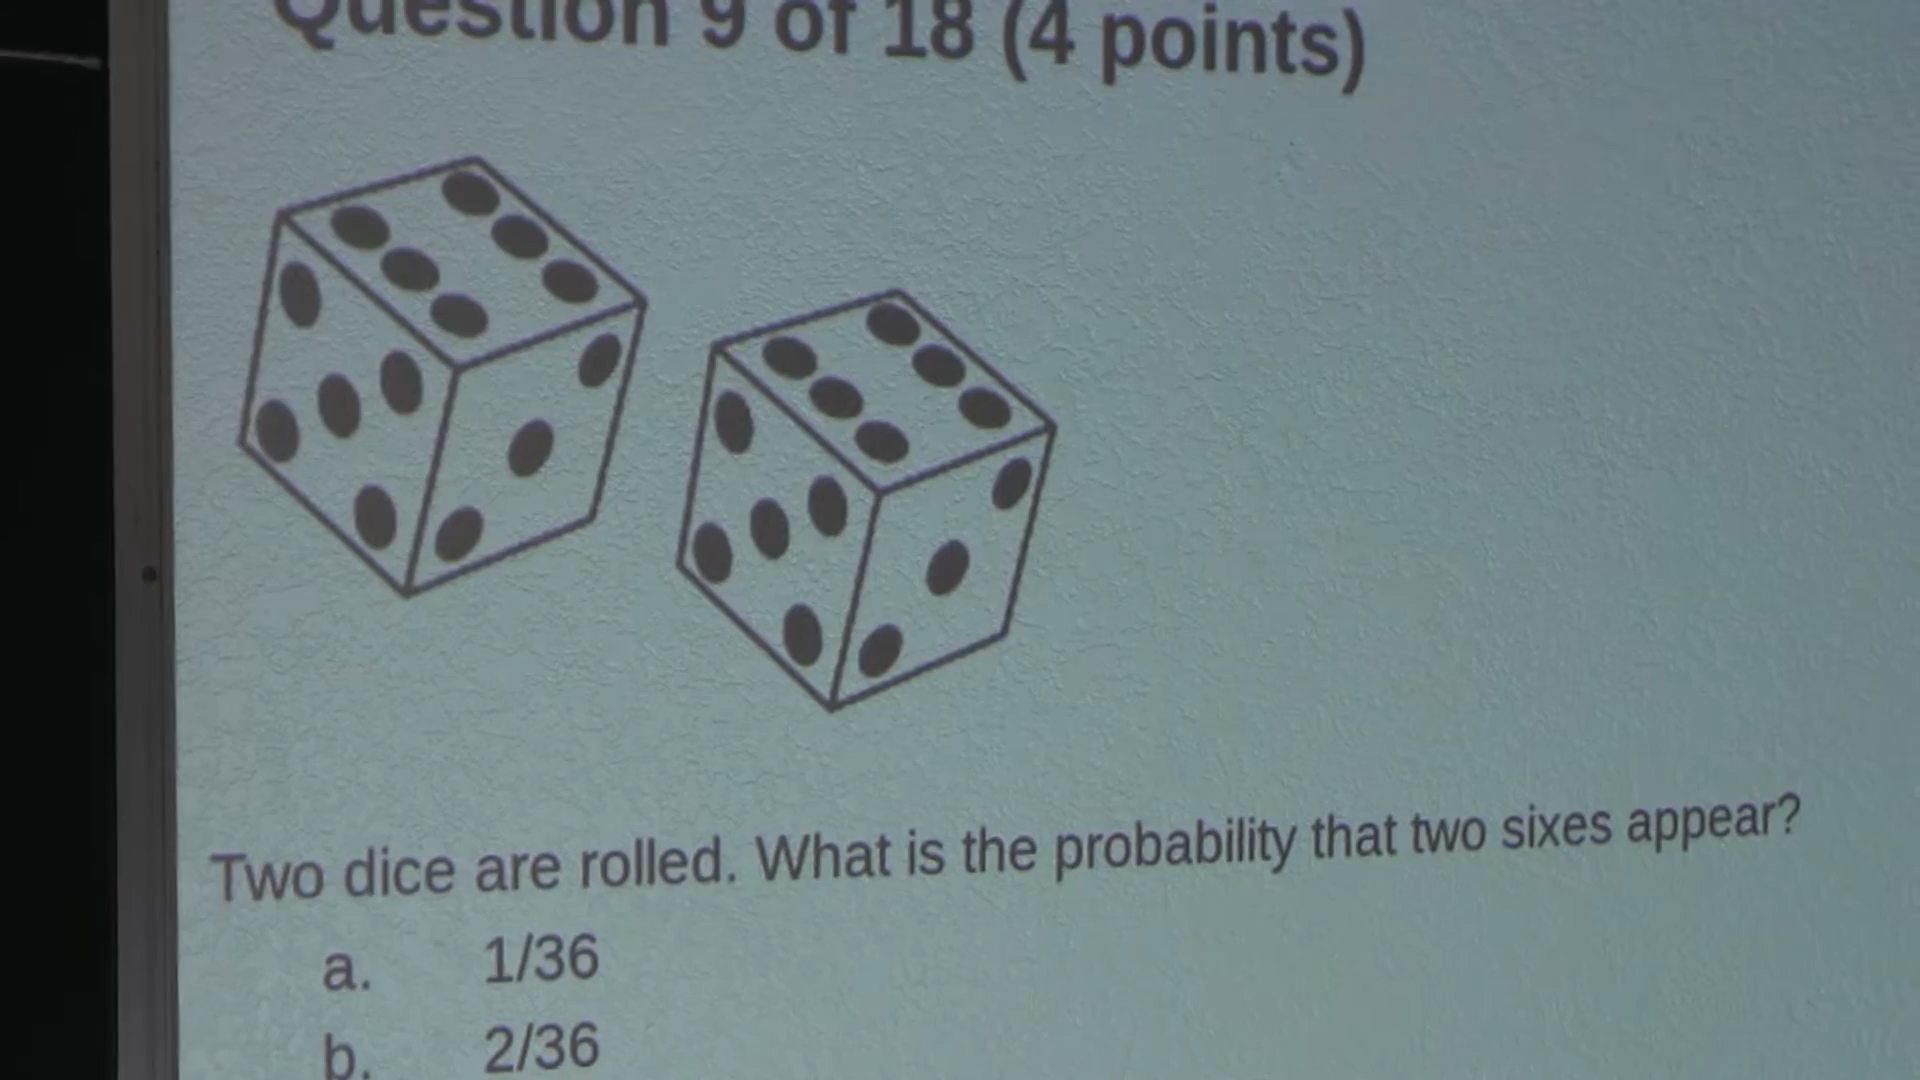 Question 9 of 18 (4 points)
Two dice are rolled. What is the probability that two sixes appear?
a. 1/36
b. 2/36